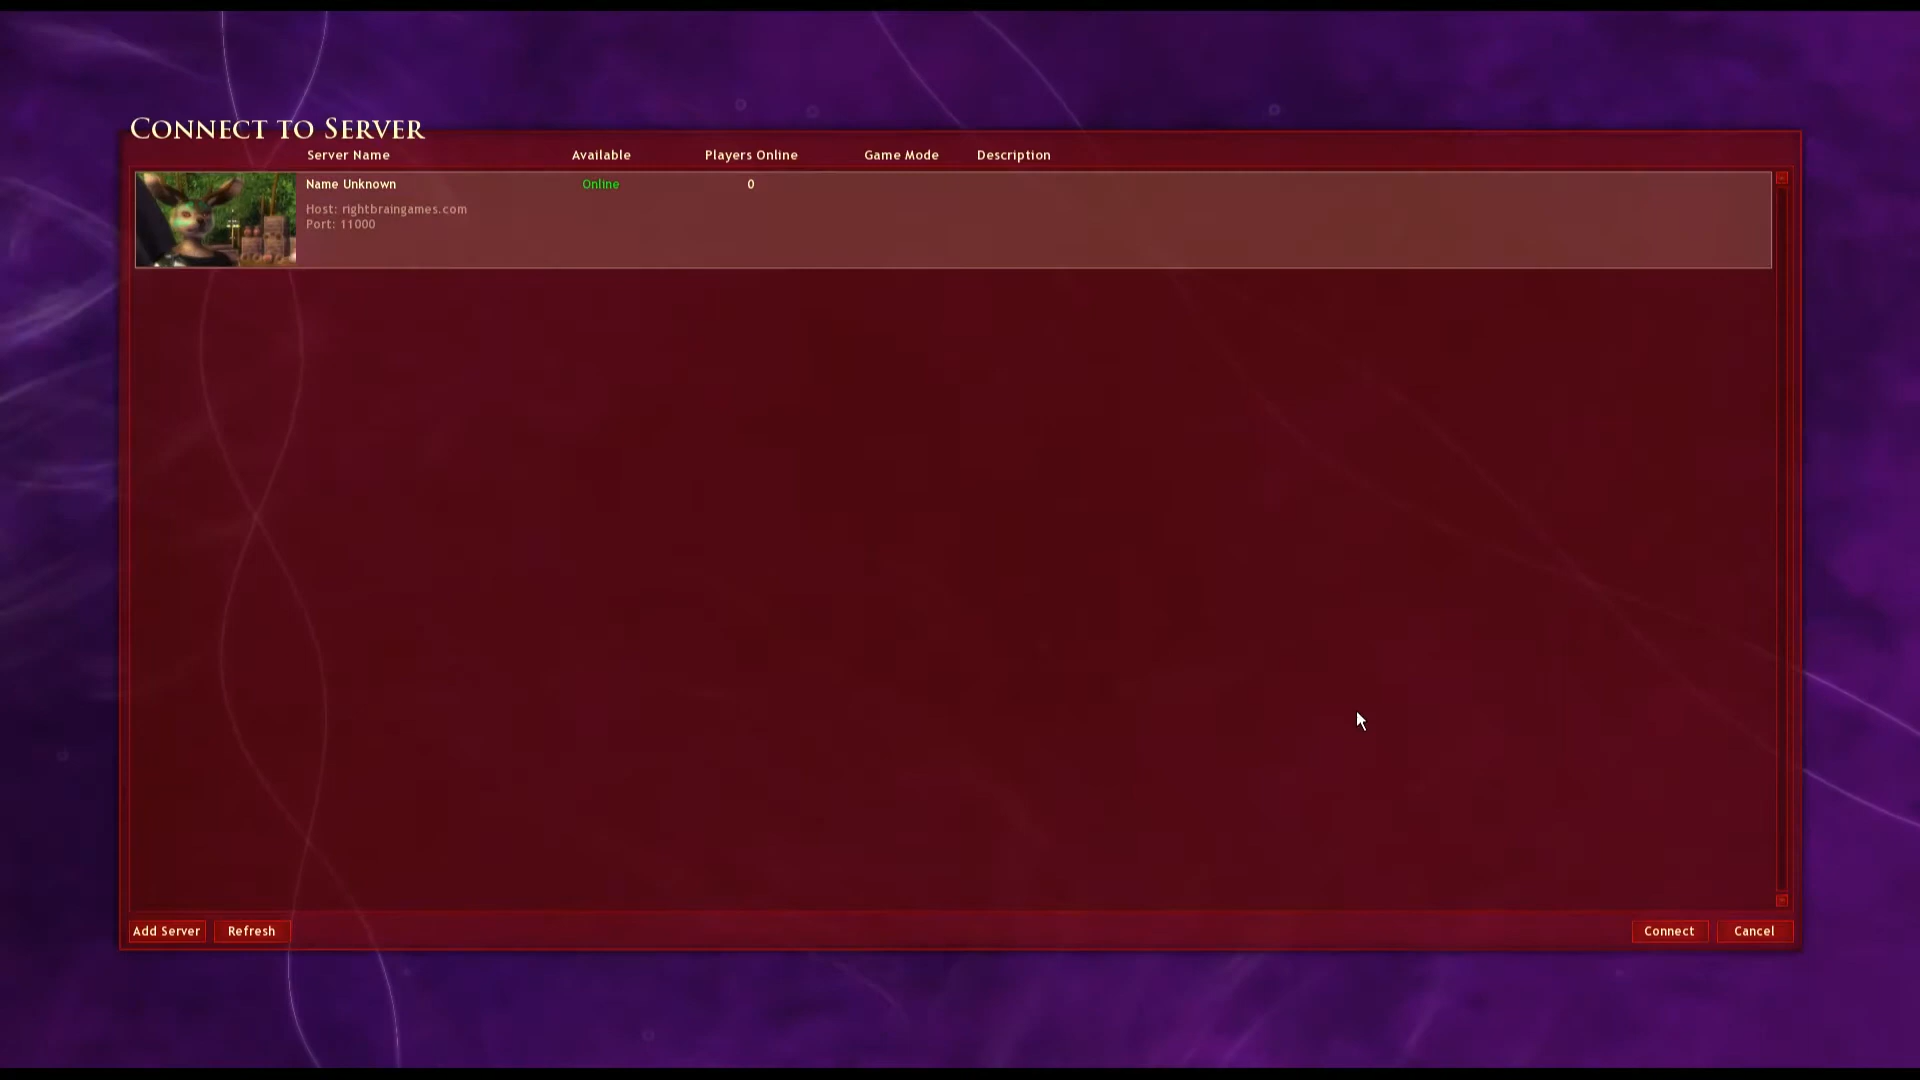 Connect to Server
Server Name Available Players Online Game Mode Description
Name Unknown Online 0
Host: rightbraingames.com
Port: 11000
Add Server Refresh Connect Cancel